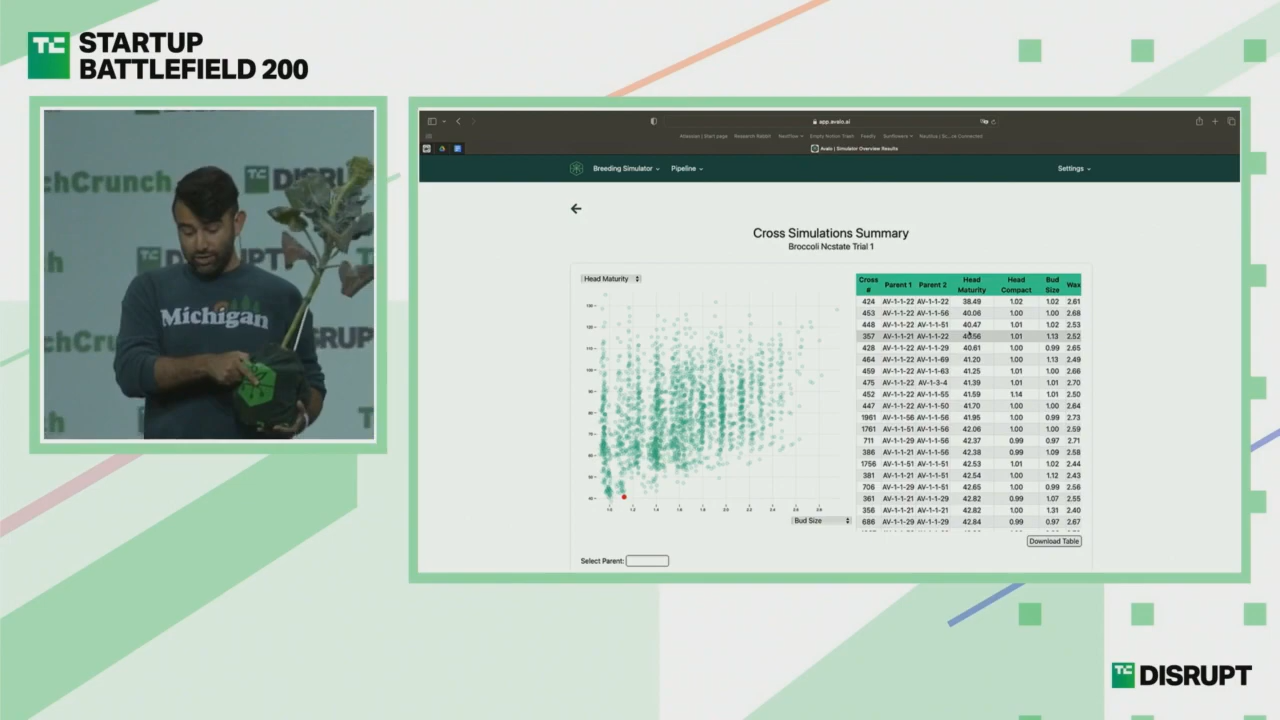 TC STARTUP
BATTLEFIELD 200
chCrunch
TC DISRUPT
Michigan
app.avalo.ai
Avalo | Simulator Overview Results
Breeding Simulator
Pipeline
Settings
Cross Simulations Summary
Broccoli Ncstate Trial 1
Head Maturity
Bud Size
Cross # Parent 1 Parent 2 Head Maturity Head Compact Bud Size Wax
424 AV-1-1-22 AV-1-1-22 38.49 1.02 1.02 2.61
453 AV-1-1-22 AV-1-1-56 40.06 1.00 1.00 2.68
448 AV-1-1-22 AV-1-1-51 40.47 1.01 1.02 2.53
357 AV-1-1-21 AV-1-1-22 40.56 1.01 1.13 2.52
428 AV-1-1-22 AV-1-1-29 40.61 1.00 0.99 2.65
464 AV-1-1-22 AV-1-1-69 41.20 1.00 1.13 2.49
459 AV-1-1-22 AV-1-1-63 41.25 1.01 1.00 2.66
475 AV-1-1-22 AV-1-3-4 41.39 1.01 1.01 2.70
452 AV-1-1-22 AV-1-1-55 41.59 1.14 1.01 2.50
447 AV-1-1-22 AV-1-1-50 41.70 1.00 1.00 2.64
1961 AV-1-1-56 AV-1-1-56 41.95 1.00 0.99 2.73
1761 AV-1-1-51 AV-1-1-56 42.06 1.00 1.00 2.59
711 AV-1-1-29 AV-1-1-56 42.37 0.99 0.97 2.71
386 AV-1-1-21 AV-1-1-56 42.38 0.99 1.09 2.58
1756 AV-1-1-51 AV-1-1-51 42.53 1.01 1.02 2.44
381 AV-1-1-21 AV-1-1-51 42.54 1.00 1.12 2.43
706 AV-1-1-29 AV-1-1-51 42.65 1.00 0.99 2.56
361 AV-1-1-21 AV-1-1-29 42.82 0.99 1.07 2.55
356 AV-1-1-21 AV-1-1-21 42.82 1.00 1.31 2.40
686 AV-1-1-29 AV-1-1-29 42.84 0.99 0.97 2.67
Download Table
Select Parent:
TC DISRUPT